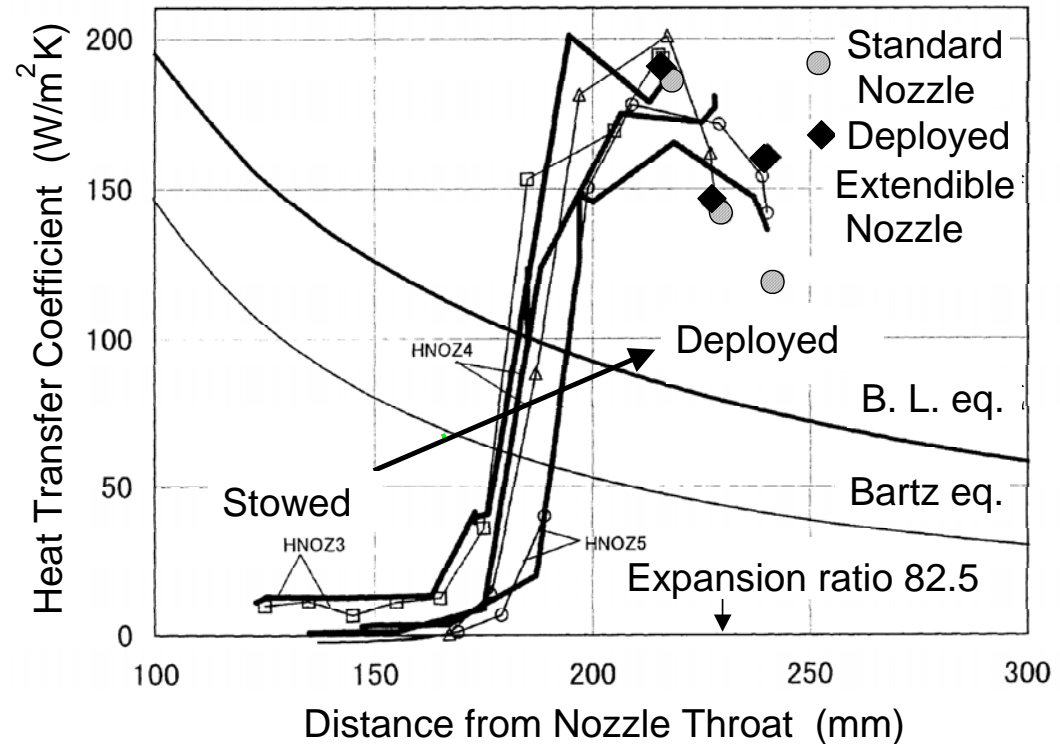 Heat Transfer Coefficient (W/m²K)
200
150
100
50
0
Standard
Nozzle
Deployed
Extendible
Nozzle
HNOZ4
Deployed
B. L. eq.
Stowed
Bartz eq.
HNOZ3
HNOZ5
Expansion ratio 82.5
100
150
200
250
300
Distance from Nozzle Throat (mm)